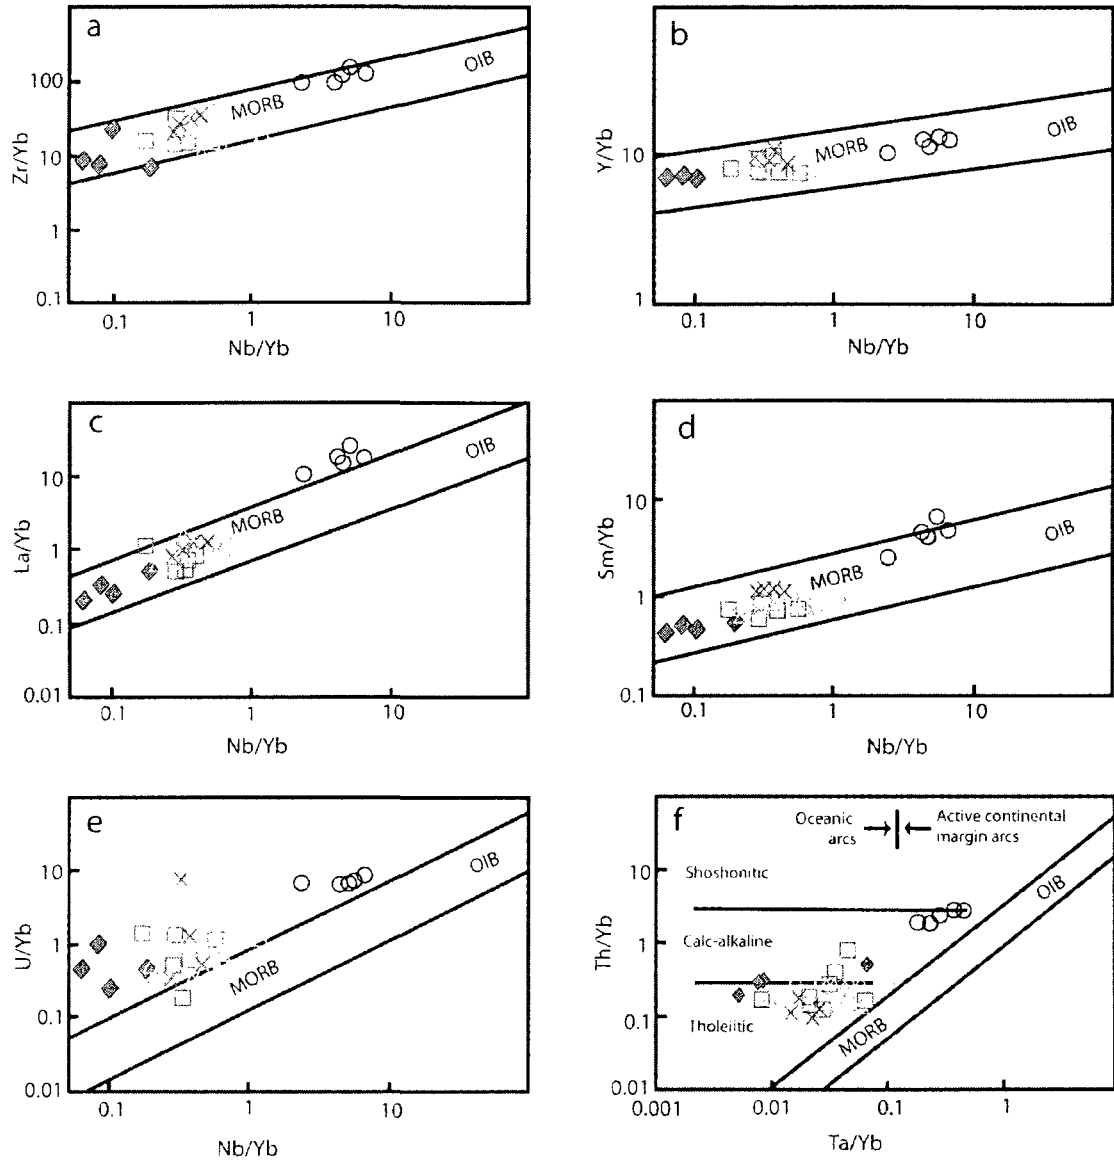 a
100
10
1
0.1
Zr/Yb
MORB
OIB
0.1
1
10
Nb/Yb
b
10
1
Y/Yb
MORB
OIB
0.1
1
10
Nb/Yb
c
10
1
0.1
0.01
La/Yb
MORB
OIB
0.1
1
10
Nb/Yb
d
10
1
0.1
Sm/Yb
MORB
OIB
0.1
1
10
Nb/Yb
e
10
1
0.1
0.01
U/Yb
MORB
OIB
0.1
1
10
Nb/Yb
f
Oceanic
arcs
Active continental
margin arcs
Shoshonitic
Calc-alkaline
Tholeiitic
10
1
0.1
0.01
Th/Yb
MORB
OIB
0.001
0.01
0.1
1
Ta/Yb